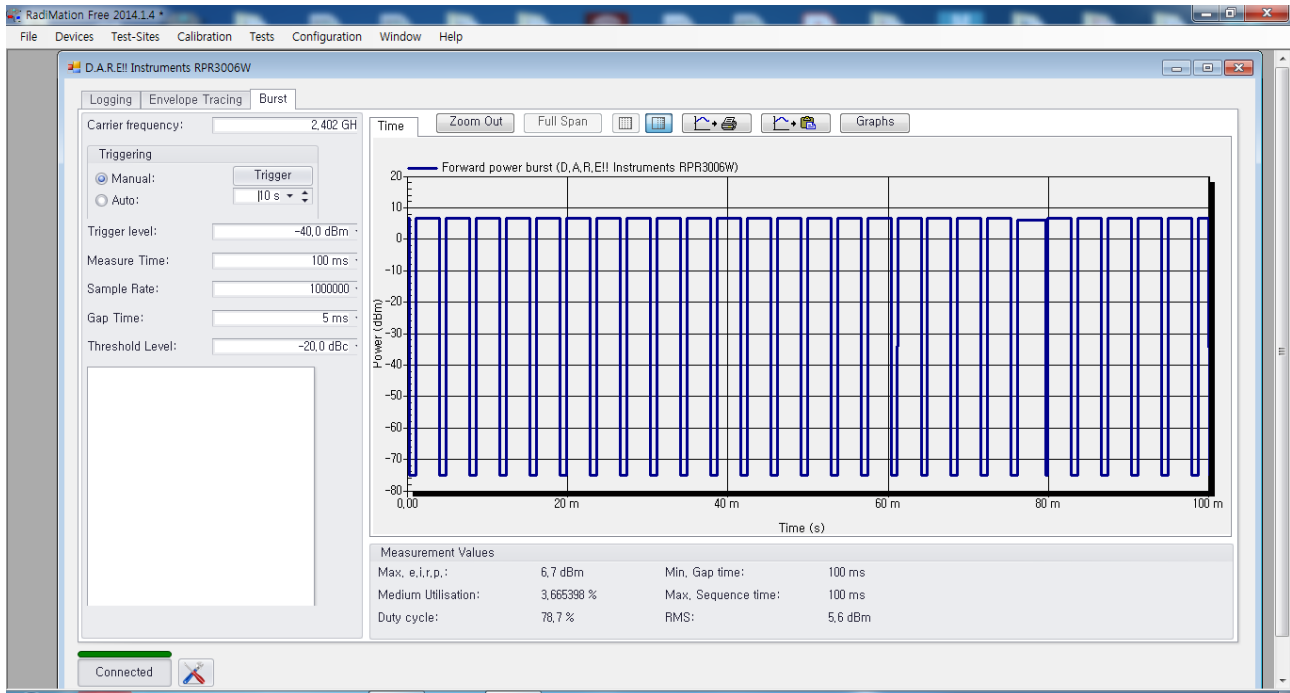 RadiMation Free 2014.1.4 *
File Devices Test-Sites Calibration Tests Configuration Window Help
D.A.R.E!! Instruments RPR3006W
Logging Envelope Tracing Burst
Carrier frequency: 2,402 GH
Triggering
Manual: Trigger
Auto: 10 s
Trigger level: -40,0 dBm
Measure Time: 100 ms
Sample Rate: 1000000
Gap Time: 5 ms
Threshold Level: -20,0 dBc
Time Zoom Out Full Span Graphs
Forward power burst (D,A,R,E!! Instruments RPR3006W)
Power (dBm)
20
10
0
-10
-20
-30
-40
-50
-60
-70
-80
0,00 20 m 40 m 60 m 80 m 100 m
Time (s)
Measurement Values
Max, e,i,r,p,: 6,7 dBm Min, Gap time: 100 ms
Medium Utilisation: 3,665398 % Max, Sequence time: 100 ms
Duty cycle: 78,7 % RMS: 5,6 dBm
Connected